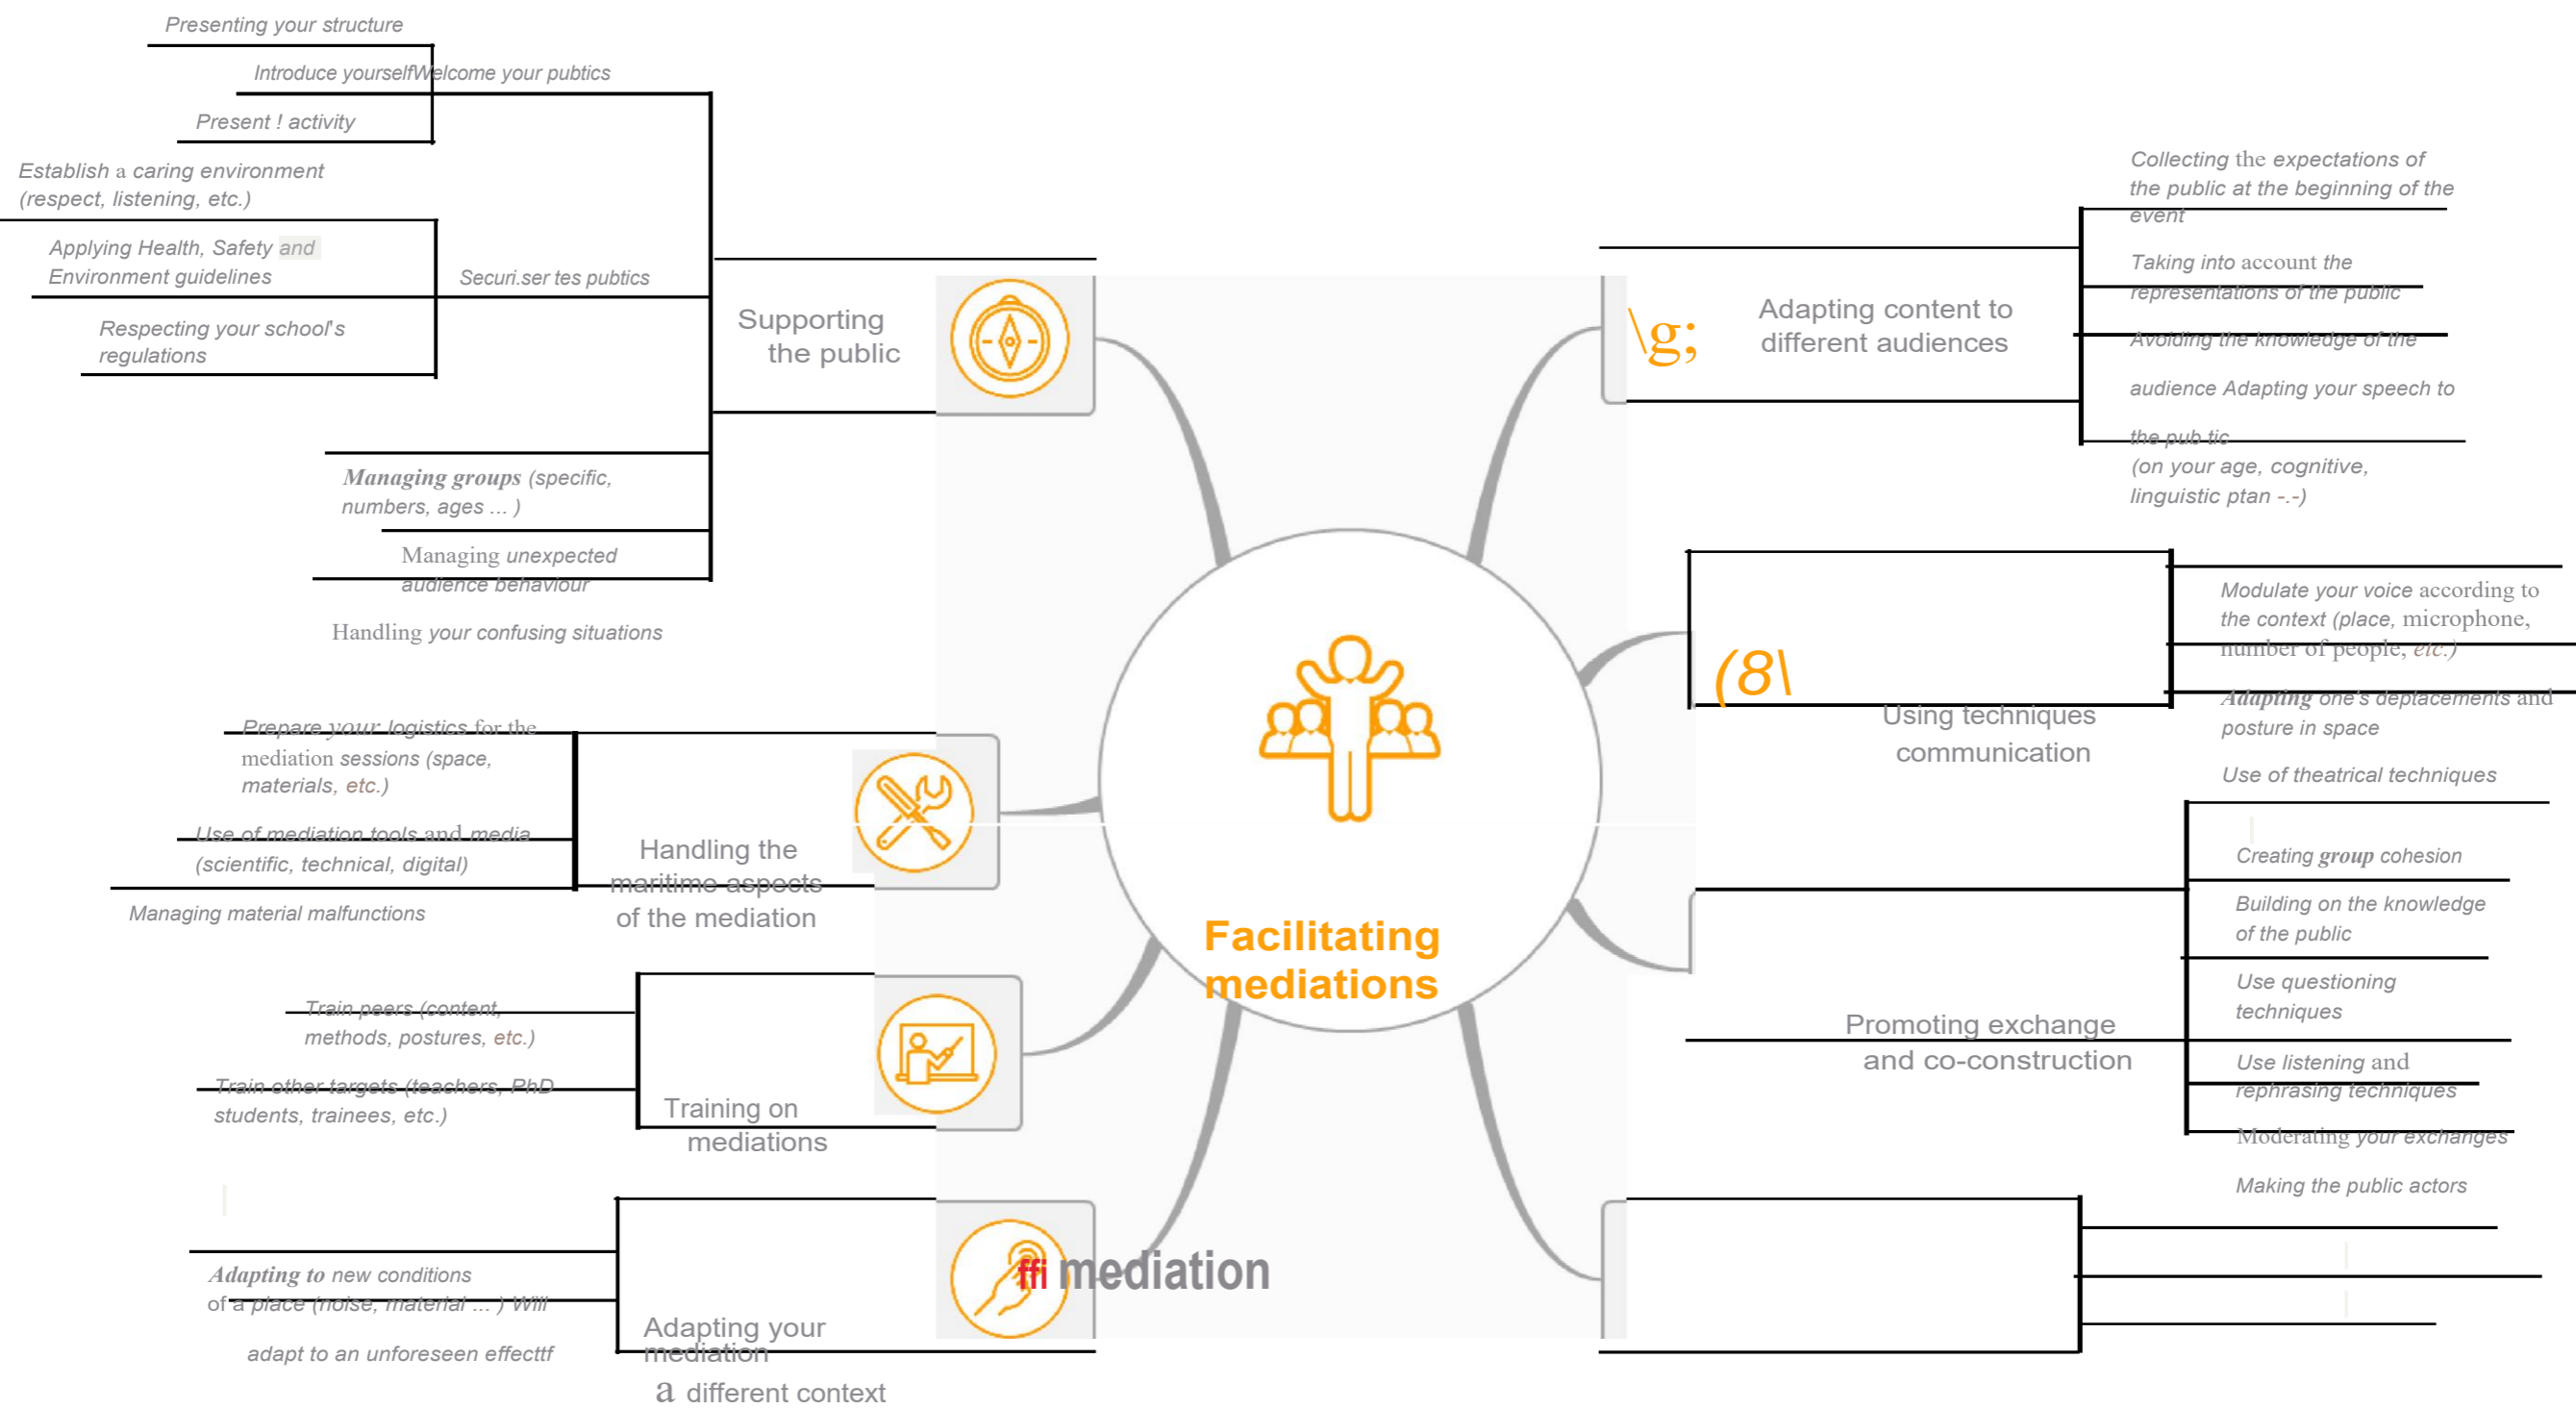 Presenting your structure
Introduce yourselfWelcome your pubtics
Present ! activity
Establish a caring environment
(respect, listening, etc.)
Applying Health, Safety and
Environment guidelines
Securi.ser tes pubtics
Respecting your school's
regulations
Supporting
the public
Managing groups (specific,
numbers, ages ... )
Managing unexpected
audience behaviour
Handling your confusing situations
Prepare your logistics for the
mediation sessions (space,
materials, etc.)
Use of mediation tools and media
(scientific, technical, digital)
Managing material malfunctions
Handling the
maritime aspects
of the mediation
Train peers (content,
methods, postures, etc.)
Train other targets (teachers, PhD
students, trainees, etc.)
Training on
mediations
Adapting to new conditions
of a place (noise, material ... ) Will
adapt to an unforeseen effecttf
Adapting your
mediation
a different context
ffi mediation
Facilitating
mediations
\g;
Adapting content to
different audiences
Collecting the expectations of
the public at the beginning of the
event
Taking into account the
representations of the public
Avoiding the knowledge of the
audience Adapting your speech to
the pub tic
(on your age, cognitive,
linguistic ptan -.-)
(8\
Using techniques
communication
Modulate your voice according to
the context (place, microphone,
number of people, etc.)
Adapting one's deptacements and
posture in space
Use of theatrical techniques
Promoting exchange
and co-construction
Creating group cohesion
Building on the knowledge
of the public
Use questioning
techniques
Use listening and
rephrasing techniques
Moderating your exchanges
Making the public actors